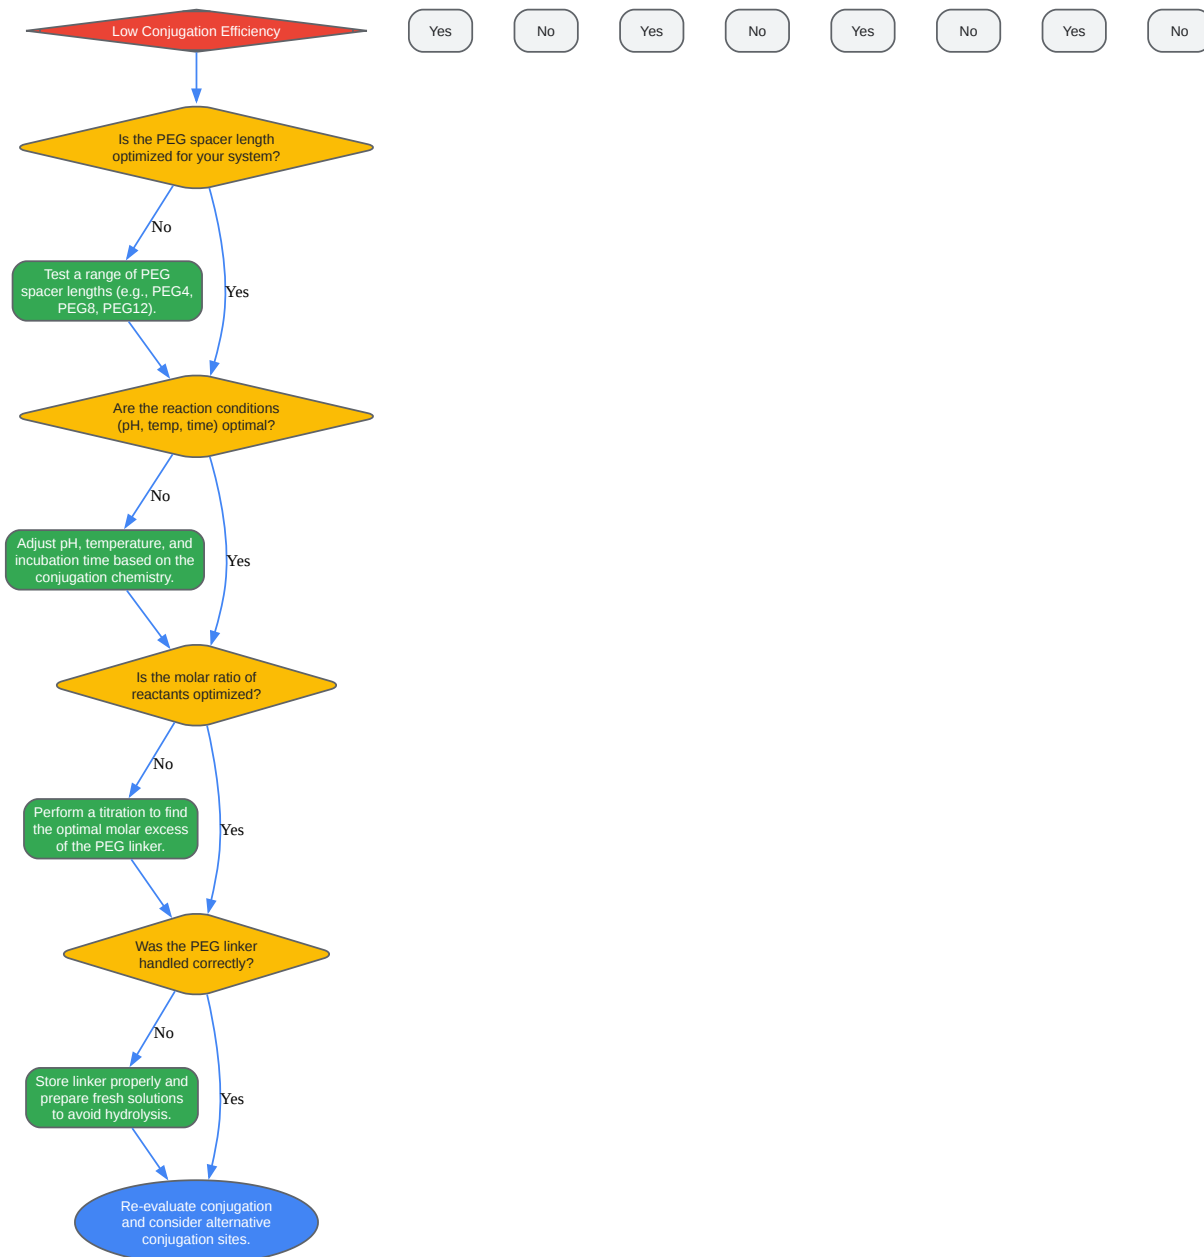 Low Conjugation Efficiency
Yes
No
Yes
No
Yes
No
Yes
No
Is the PEG spacer length
optimized for your system?
No
Yes
Test a range of PEG
spacer lengths (e.g., PEG4,
PEG8, PEG12).
Are the reaction conditions
(pH, temp, time) optimal?
No
Yes
Adjust pH, temperature, and
incubation time based on the
conjugation chemistry.
Is the molar ratio of
reactants optimized?
No
Yes
Perform a titration to find
the optimal molar excess
of the PEG linker.
Was the PEG linker
handled correctly?
No
Yes
Store linker properly and
prepare fresh solutions
to avoid hydrolysis.
Re-evaluate conjugation
and consider alternative
conjugation sites.